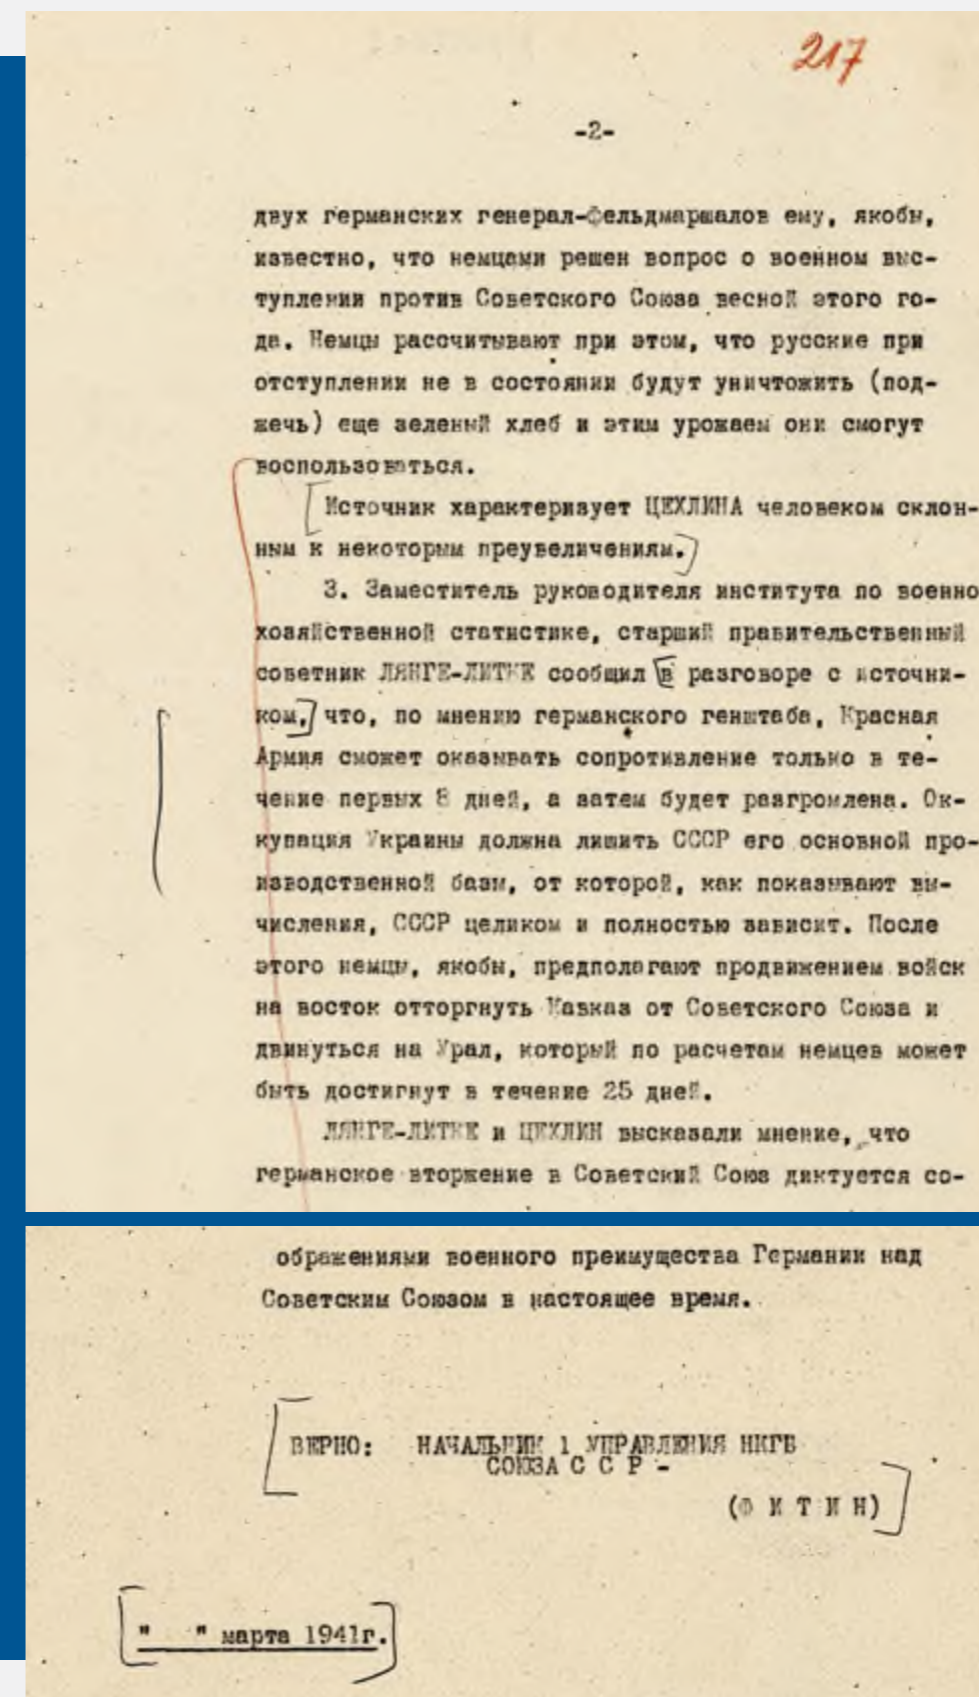 217
-2-
двух германских генерал-фельдмаршалов ему, якобы,
известно, что немцами решен вопрос о военном выс-
туплении против Советского Союза весной этого го-
да. Немцы рассчитывают при этом, что русские при
отступлении не в состоянии будут уничтожить (под-
жечь) еще зеленый хлеб и этим урожаем они смогут
воспользоваться.
[Источник характеризует ЦЕХЛИНА человеком склон-
ным к некоторым преувеличениям.]
3. Заместитель руководителя института по военно
хозяйственной статистике, старший правительственный
советник ЛЯНГЕ-ЛИТКЕ сообщил [в разговоре с источни-
ком,] что, по мнению германского генштаба, Красная
Армия сможет оказывать сопротивление только в те-
чение первых 8 дней, а затем будет разгромлена. Ок-
купация Украины должна лишить СССР его основной про-
изводственной базы, от которой, как показывают вы-
числения, СССР целиком и полностью зависит. После
этого немцы, якобы, предполагают продвижением войск
на восток отторгнуть Кавказ от Советского Союза и
двинуться на Урал, который по расчетам немцев может
быть достигнут в течение 25 дней.
ЛЯНГЕ-ЛИТКЕ и ЦЕХЛИН высказали мнение, что
германское вторжение в Советский Союз диктуется со-
ображениями военного преимущества Германии над
Советским Союзом в настоящее время.
[ВЕРНО: НАЧАЛЬНИК 1 УПРАВЛЕНИЯ НКГБ
СОЮЗА С С Р -
(Ф И Т И Н)]
[" " марта 1941г.]